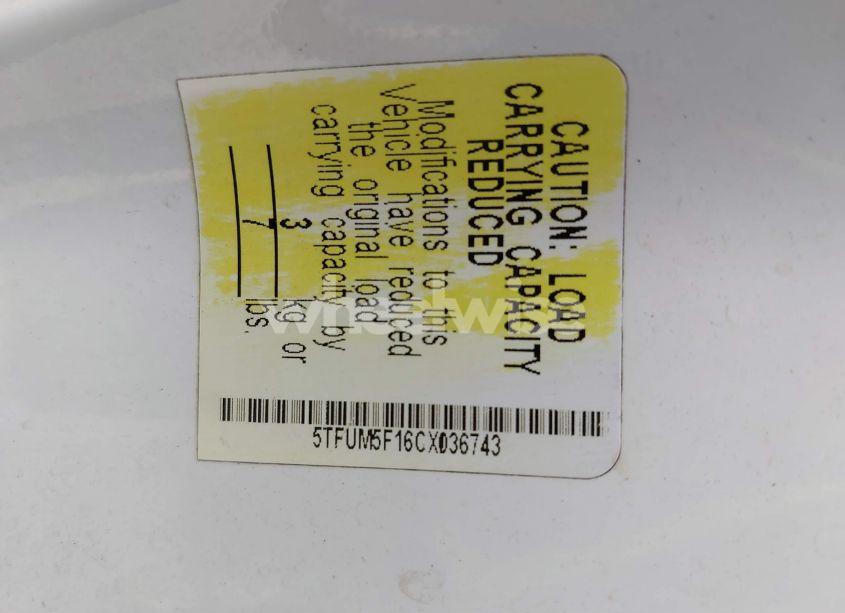 CAUTION: LOAD
CARRYING CAPACITY
REDUCED
Modifications to this
vehicle have reduced
the original load
carrying capacity by
3 kg or
7 lbs.
5TFUM5F16CX036743
wheelwise